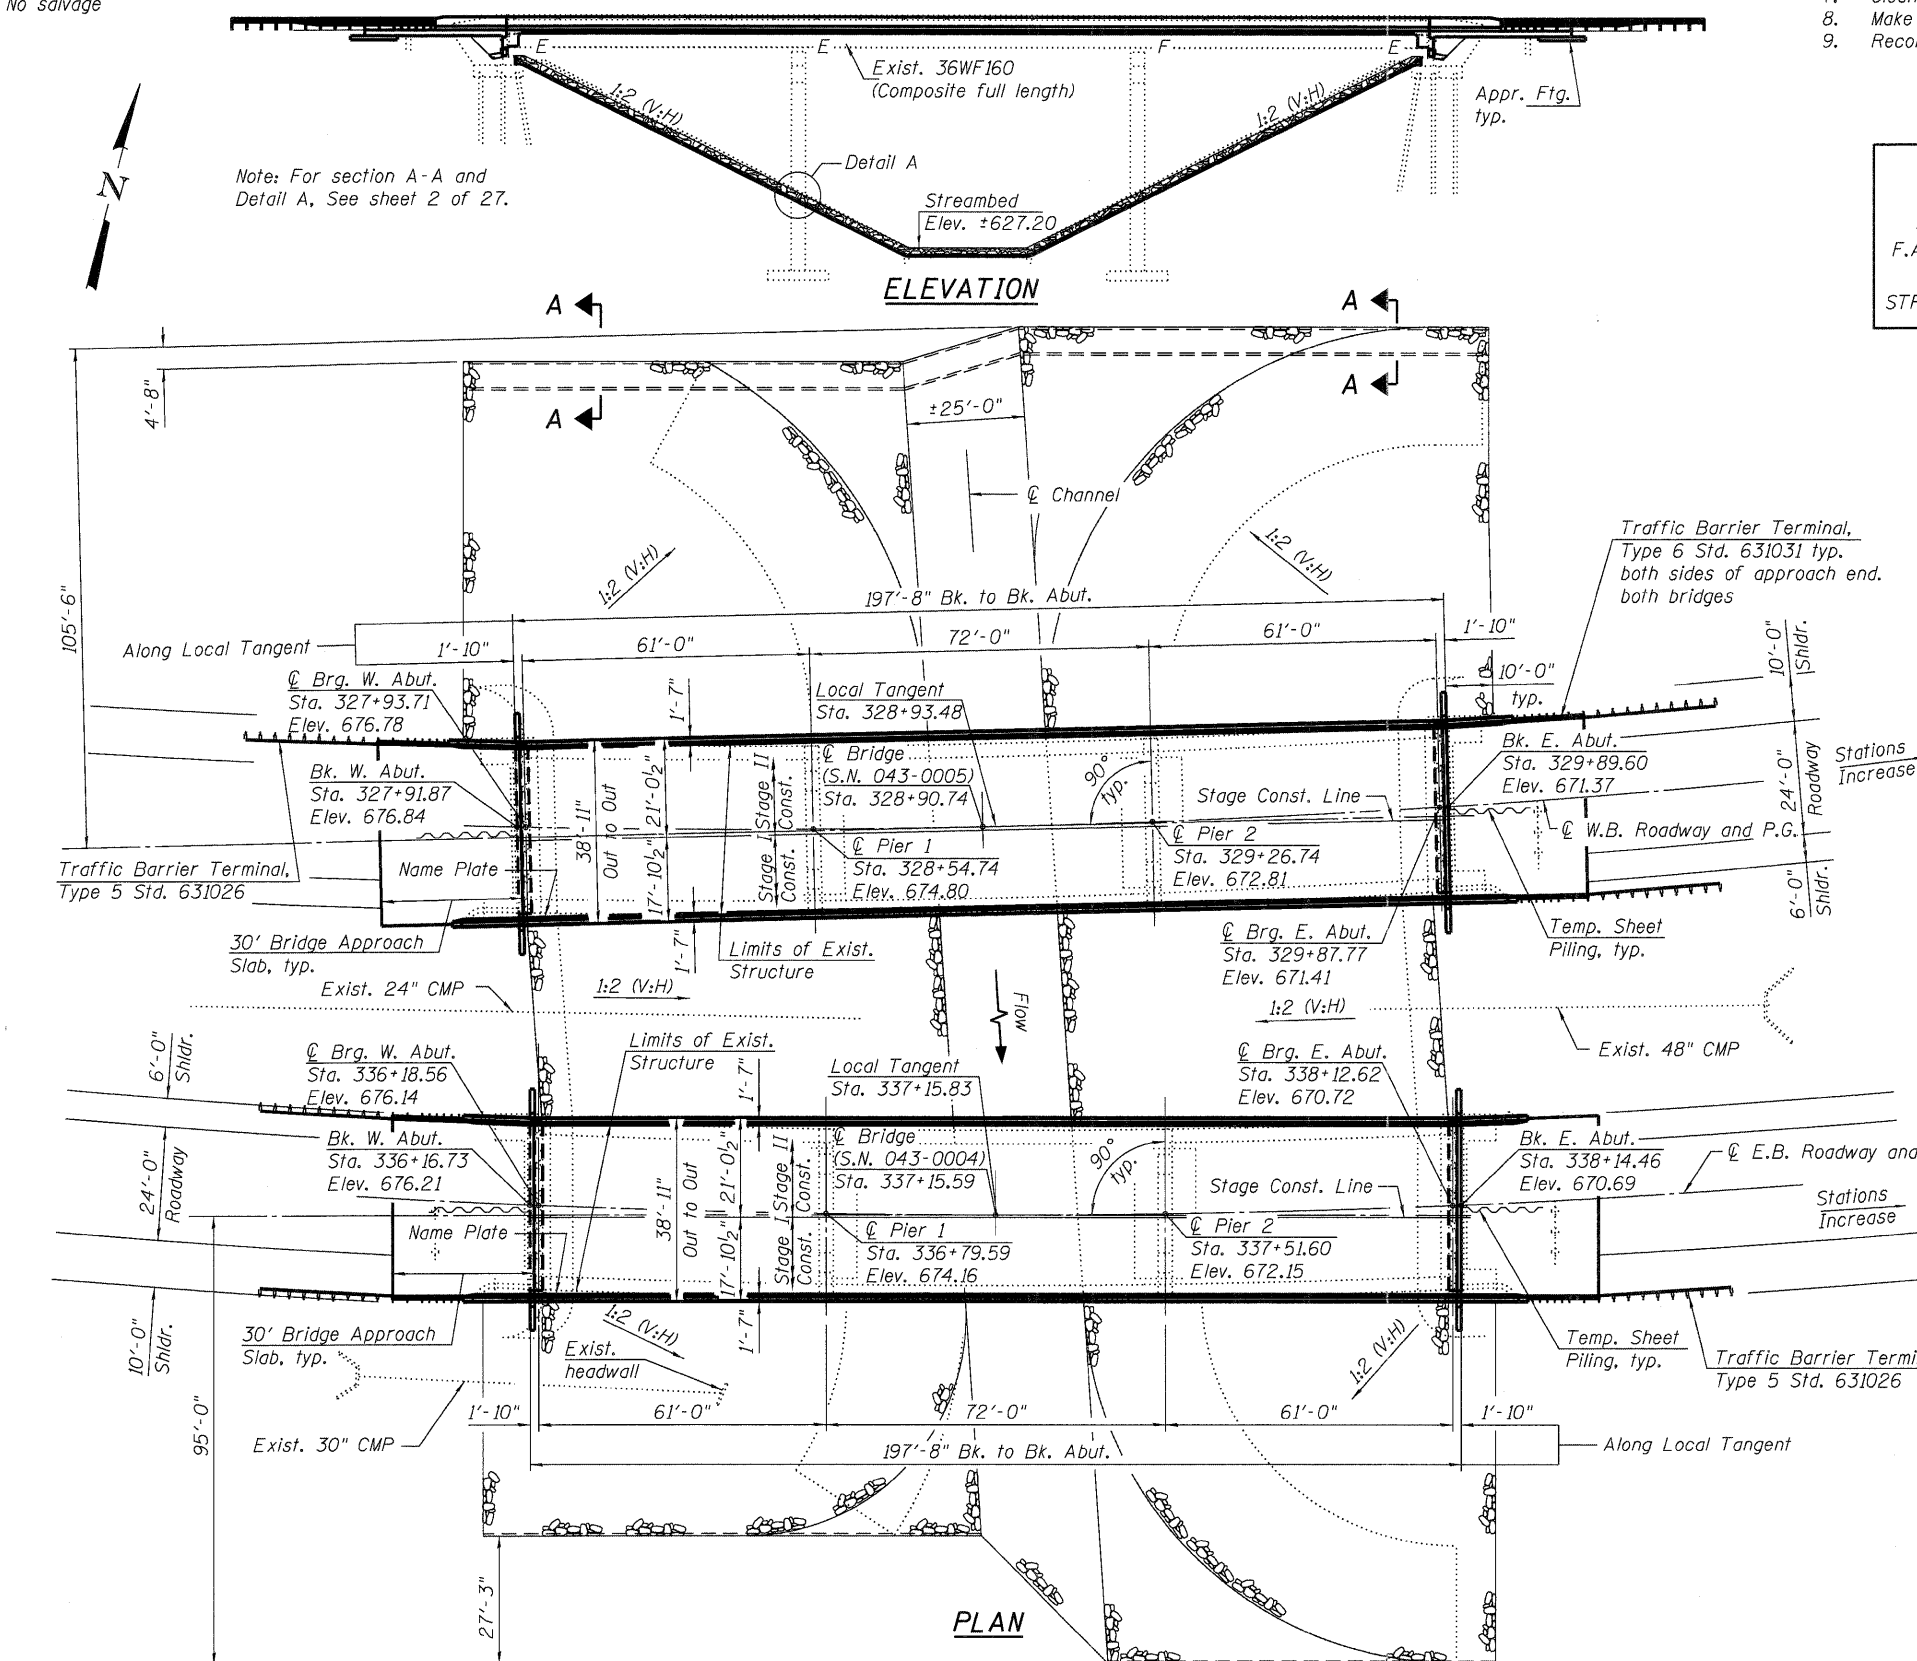 No salvage
8. Make
9. Recor
E
E
F
E
Exist. 36WF160
(Composite full length)
1:2 (V:H)
1:2 (V:H)
Appr. Ftg.
typ.
N
Note: For section A-A and
Detail A, See sheet 2 of 27.
Detail A
Streambed
Elev. ±627.20
F.A
STR
ELEVATION
A
A
A
A
4'-8"
±25'-0"
℄ Channel
105'-6"
1:2 (V:H)
1:2 (V:H)
Traffic Barrier Terminal,
Type 6 Std. 631031 typ.
both sides of approach end.
both bridges
197'-8" Bk. to Bk. Abut.
Along Local Tangent
1'-10"
61'-0"
72'-0"
61'-0"
1'-10"
10'-0"
typ.
10'-0"
Shldr.
℄ Brg. W. Abut.
Sta. 327+93.71
Elev. 676.78
1'-7"
Local Tangent
Sta. 328+93.48
Bk. W. Abut.
Sta. 327+91.87
Elev. 676.84
℄ Bridge
(S.N. 043-0005)
Sta. 328+90.74
90°
typ.
Stage Const. Line
Bk. E. Abut.
Sta. 329+89.60
Elev. 671.37
Stations
Increase
24'-0"
Roadway
38'-11"
Out to Out
21'-0½"
17'-10½"
Stage II
Const.
Stage I
Const.
℄ W.B. Roadway and P.G.
℄ Pier 1
Sta. 328+54.74
Elev. 674.80
℄ Pier 2
Sta. 329+26.74
Elev. 672.81
Traffic Barrier Terminal,
Type 5 Std. 631026
Name Plate
6'-0"
Shldr.
30' Bridge Approach
Slab, typ.
1'-7"
Limits of Exist.
Structure
℄ Brg. E. Abut.
Sta. 329+87.77
Elev. 671.41
Temp. Sheet
Piling, typ.
Exist. 24" CMP
1:2 (V:H)
Flow
1:2 (V:H)
Exist. 48" CMP
6'-0"
Shldr.
℄ Brg. W. Abut.
Sta. 336+18.56
Elev. 676.14
Limits of Exist.
Structure
1'-7"
Local Tangent
Sta. 337+15.83
℄ Brg. E. Abut.
Sta. 338+12.62
Elev. 670.72
24'-0"
Roadway
Bk. W. Abut.
Sta. 336+16.73
Elev. 676.21
38'-11"
Out to Out
21'-0½"
17'-10½"
Stage II
Const.
Stage I
Const.
℄ Bridge
(S.N. 043-0004)
Sta. 337+15.59
90°
typ.
Stage Const. Line
Bk. E. Abut.
Sta. 338+14.46
Elev. 670.69
℄ E.B. Roadway and
Stations
Increase
Name Plate
℄ Pier 1
Sta. 336+79.59
Elev. 674.16
℄ Pier 2
Sta. 337+51.60
Elev. 672.15
10'-0"
Shldr.
30' Bridge Approach
Slab, typ.
1:2 (V:H)
Exist.
headwall
1'-7"
1:2 (V:H)
Temp. Sheet
Piling, typ.
Traffic Barrier Termi
Type 5 Std. 631026
95'-0"
Exist. 30" CMP
1'-10"
61'-0"
72'-0"
61'-0"
1'-10"
197'-8" Bk. to Bk. Abut.
Along Local Tangent
27'-3"
PLAN